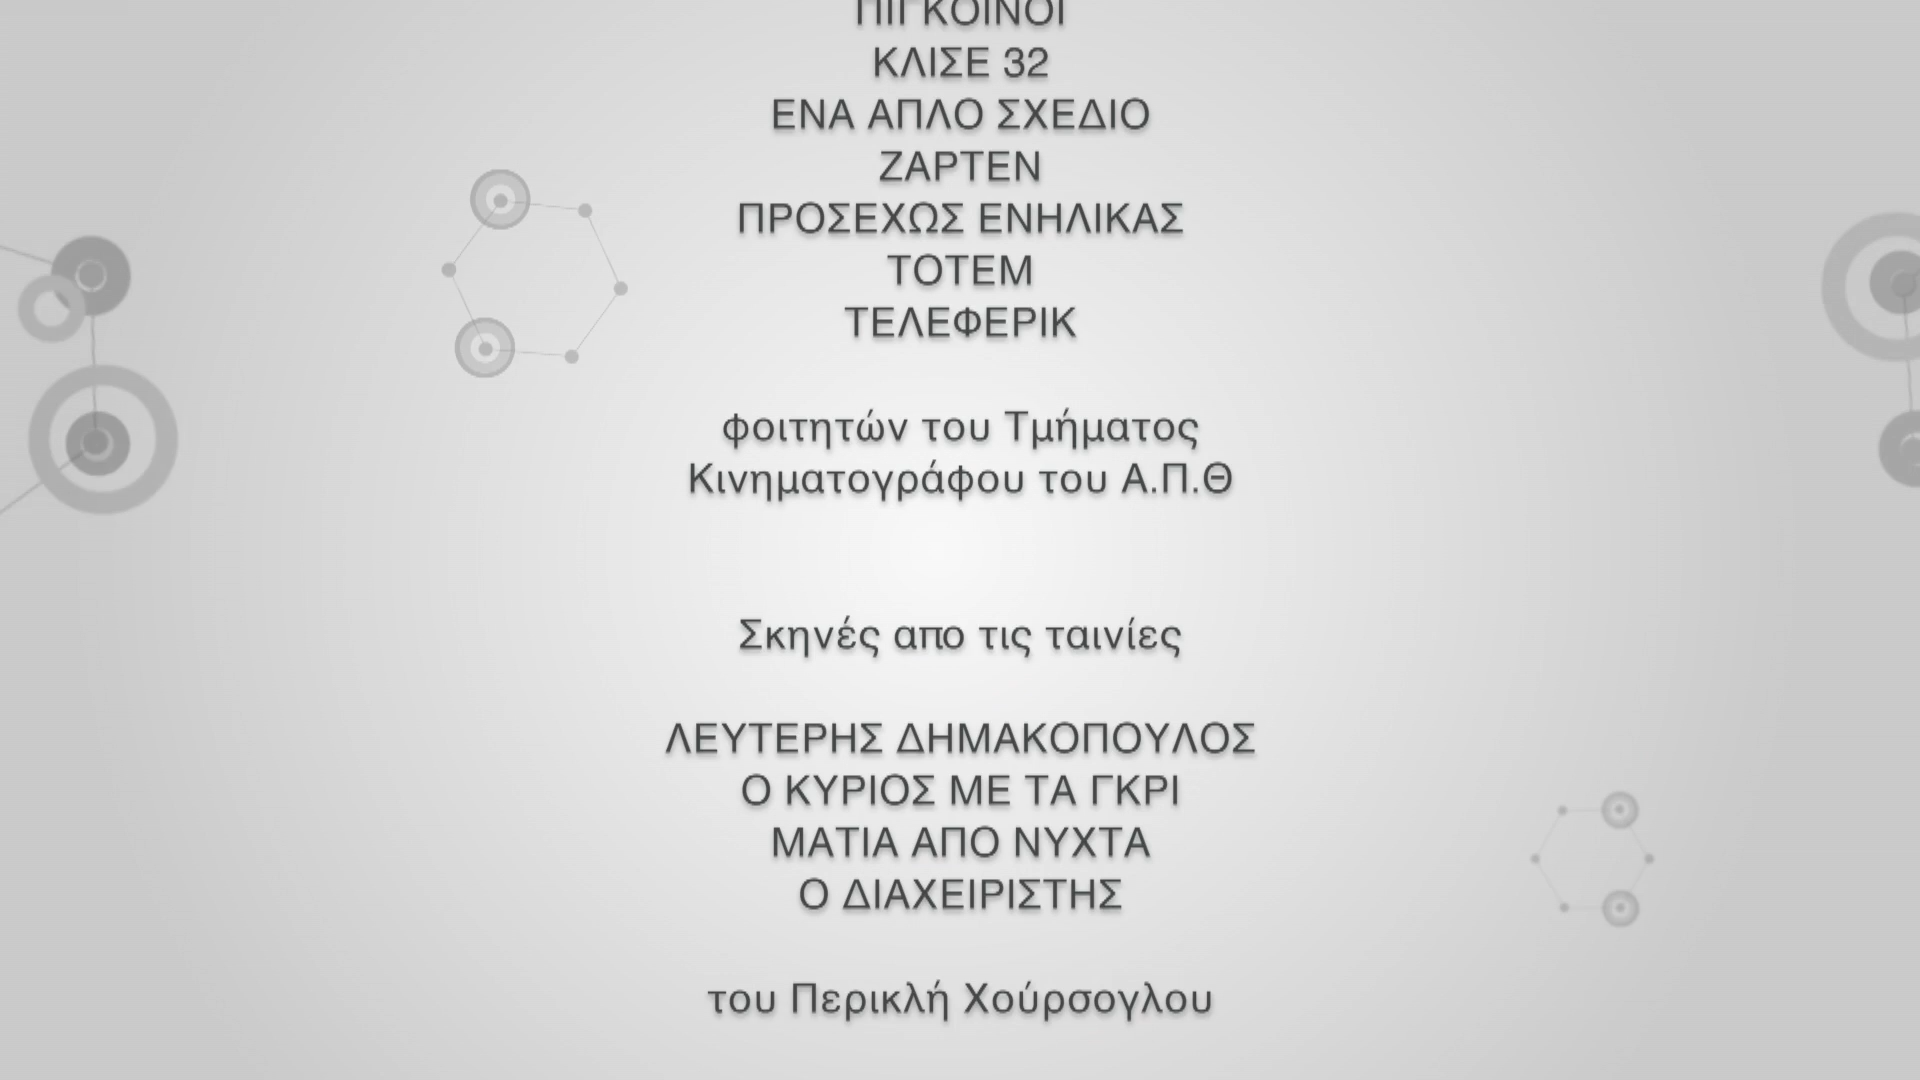 ΠΙΓΚΟΙΝΟΙ
ΚΛΙΣΕ 32
ΕΝΑ ΑΠΛΟ ΣΧΕΔΙΟ
ΖΑΡΤΕΝ
ΠΡΟΣΕΧΩΣ ΕΝΗΛΙΚΑΣ
ΤΟΤΕΜ
ΤΕΛΕΦΕΡΙΚ
φοιτητών του Τμήματος
Κινηματογράφου του Α.Π.Θ
Σκηνές απο τις ταινίες
ΛΕΥΤΕΡΗΣ ΔΗΜΑΚΟΠΟΥΛΟΣ
Ο ΚΥΡΙΟΣ ΜΕ ΤΑ ΓΚΡΙ
ΜΑΤΙΑ ΑΠΟ ΝΥΧΤΑ
Ο ΔΙΑΧΕΙΡΙΣΤΗΣ
του Περικλή Χούρσογλου